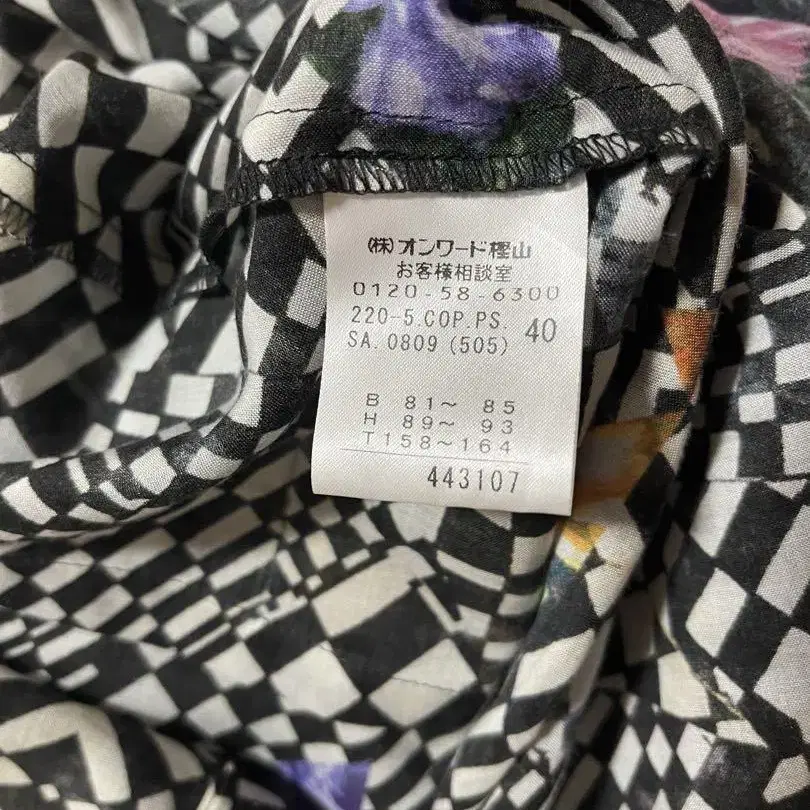 (株)オンワード樫山
お客様相談室
0120-58-6300
220-5.COP.PS. 40
SA.0809(505)
B 81～ 85
H 89～ 93
T158～164
443107